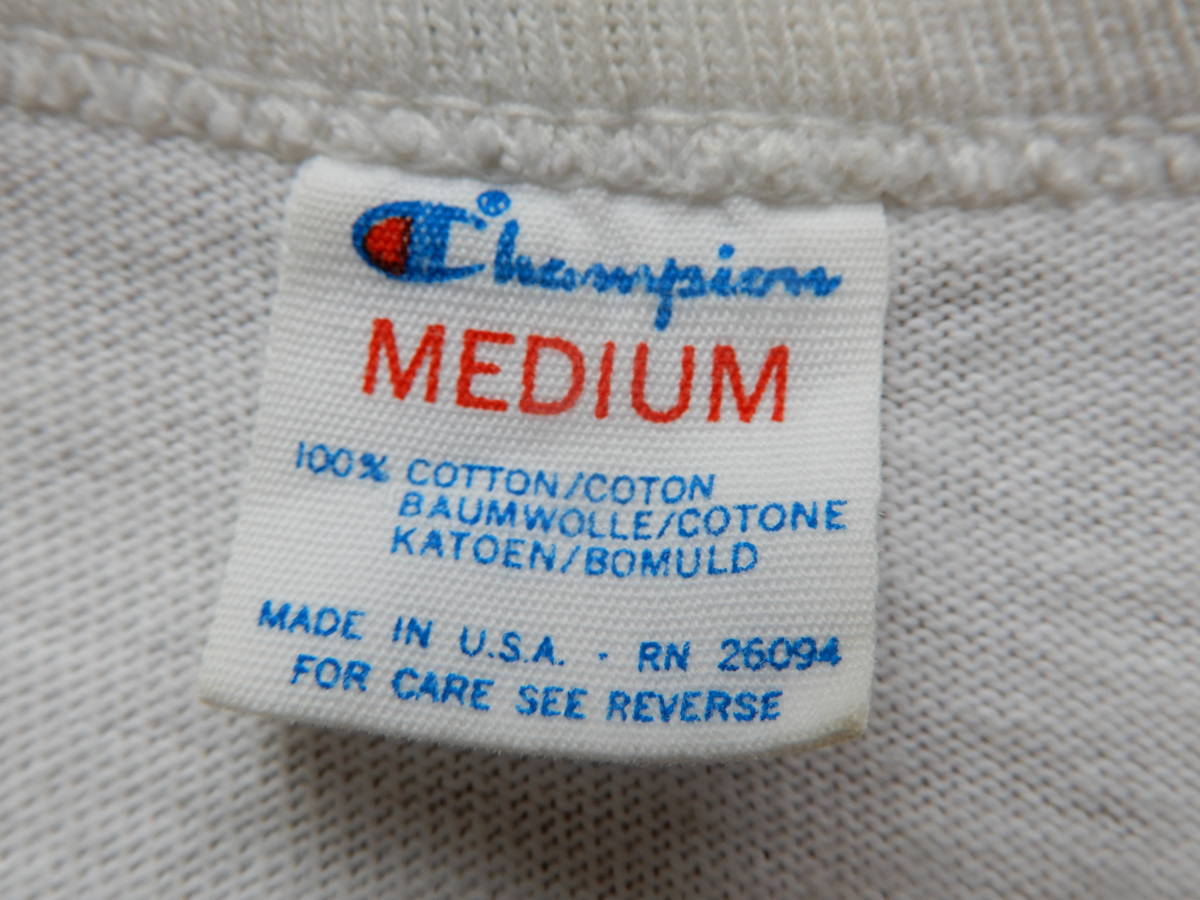 Champion®
MEDIUM
100% COTTON/COTON
BAUMWOLLE/COTONE
KATOEN/BOMULD
MADE IN U.S.A. · RN 26094
FOR CARE SEE REVERSE